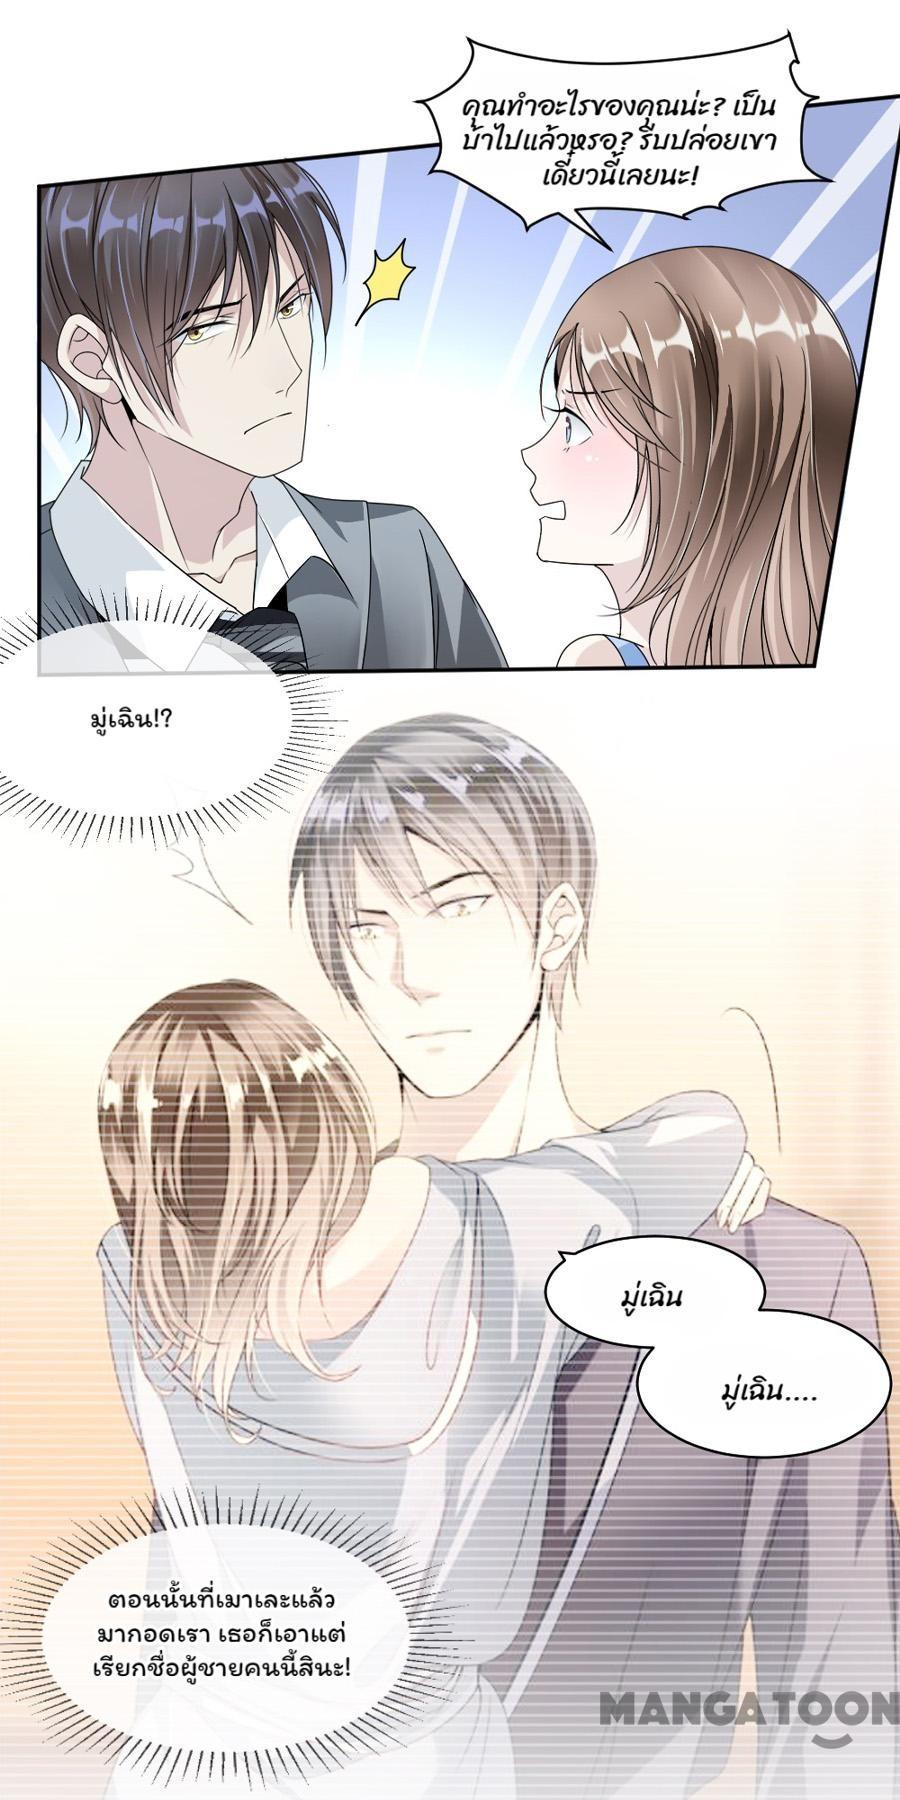 คุณทำอะไรของคุณน่ะ? เป็น
บ้าไปแล้วหรอ? รีบปล่อยเขา
เดี๋ยวนี้เลยนะ!
มู่เฉิน!?
มู่เฉิน
มู่เฉิน....
ตอนนั้นที่เมาเละแล้ว
มากอดเรา เธอก็เอาแต่
เรียกชื่อผู้ชายคนนี้สินะ!
MANGATOON